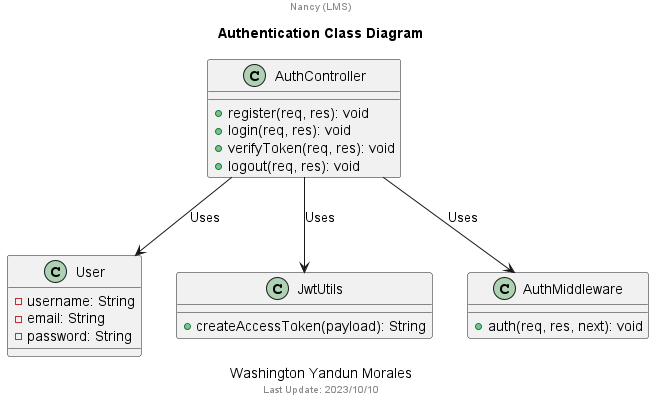 Nancy (LMS)
Authentication Class Diagram
C AuthController
register(req, res): void
login(req, res): void
verifyToken(req, res): void
logout(req, res): void
Uses
Uses
Uses
C User
username: String
email: String
password: String
C JwtUtils
createAccessToken(payload): String
C AuthMiddleware
auth(req, res, next): void
Washington Yandun Morales
Last Update: 2023/10/10